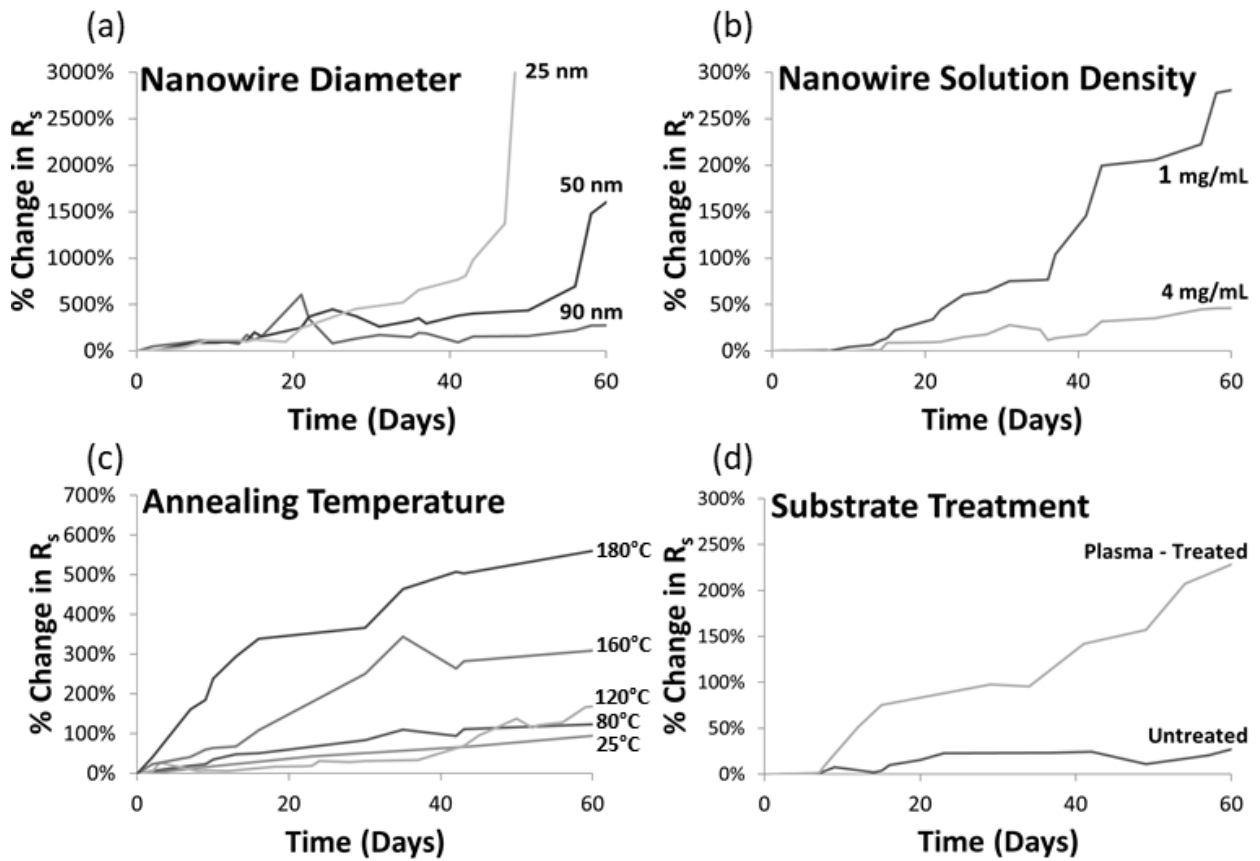 (a)
Nanowire Diameter
% Change in Rs
3000%
2500%
2000%
1500%
1000%
500%
0%
0
20
40
60
Time (Days)
25 nm
50 nm
90 nm
(b)
Nanowire Solution Density
% Change in Rs
300%
250%
200%
150%
100%
50%
0%
0
20
40
60
Time (Days)
1 mg/mL
4 mg/mL
(c)
Annealing Temperature
% Change in Rs
700%
600%
500%
400%
300%
200%
100%
0%
0
20
40
60
Time (Days)
180°C
160°C
120°C
80°C
25°C
(d)
Substrate Treatment
% Change in Rs
300%
250%
200%
150%
100%
50%
0%
0
20
40
60
Time (Days)
Plasma - Treated
Untreated